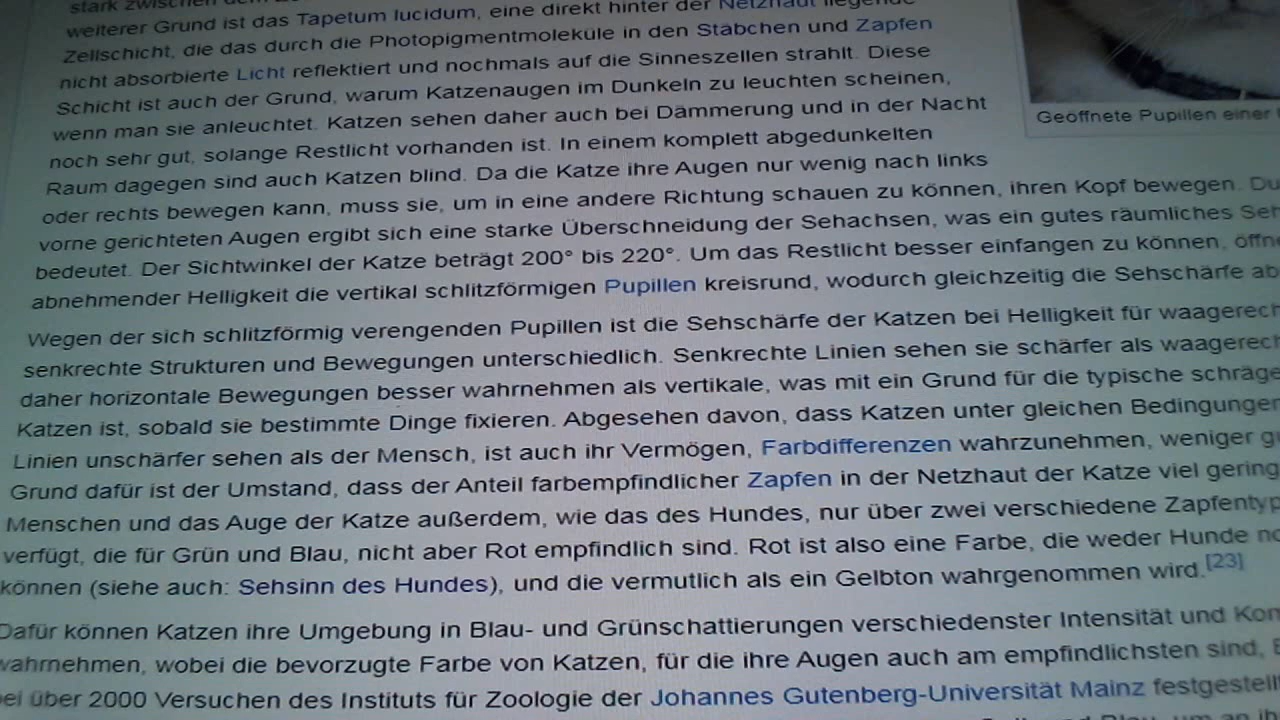 stark zwischen
weiterer Grund ist das Tapetum lucidum, eine direkt hinter der Netzhaut liegende
Zellschicht, die das durch die Photopigmentmoleküle in den Stäbchen und Zapfen
nicht absorbierte Licht reflektiert und nochmals auf die Sinneszellen strahlt. Diese
Schicht ist auch der Grund, warum Katzenaugen im Dunkeln zu leuchten scheinen,
wenn man sie anleuchtet. Katzen sehen daher auch bei Dämmerung und in der Nacht
noch sehr gut, solange Restlicht vorhanden ist. In einem komplett abgedunkelten
Raum dagegen sind auch Katzen blind. Da die Katze ihre Augen nur wenig nach links
oder rechts bewegen kann, muss sie, um in eine andere Richtung schauen zu können, ihren Kopf bewegen. Du
vorne gerichteten Augen ergibt sich eine starke Überschneidung der Sehachsen, was ein gutes räumliches Seh
bedeutet. Der Sichtwinkel der Katze beträgt 200° bis 220°. Um das Restlicht besser einfangen zu können, öffne
abnehmender Helligkeit die vertikal schlitzförmigen Pupillen kreisrund, wodurch gleichzeitig die Sehschärfe ab
Geöffnete Pupillen einer
Wegen der sich schlitzförmig verengenden Pupillen ist die Sehschärfe der Katzen bei Helligkeit für waagerech
senkrechte Strukturen und Bewegungen unterschiedlich. Senkrechte Linien sehen sie schärfer als waagerech
daher horizontale Bewegungen besser wahrnehmen als vertikale, was mit ein Grund für die typische schräge
Katzen ist, sobald sie bestimmte Dinge fixieren. Abgesehen davon, dass Katzen unter gleichen Bedingungen
Linien unschärfer sehen als der Mensch, ist auch ihr Vermögen, Farbdifferenzen wahrzunehmen, weniger g
Grund dafür ist der Umstand, dass der Anteil farbempfindlicher Zapfen in der Netzhaut der Katze viel gering
Menschen und das Auge der Katze außerdem, wie das des Hundes, nur über zwei verschiedene Zapfentyp
verfügt, die für Grün und Blau, nicht aber Rot empfindlich sind. Rot ist also eine Farbe, die weder Hunde no
können (siehe auch: Sehsinn des Hundes), und die vermutlich als ein Gelbton wahrgenommen wird.[23]
Dafür können Katzen ihre Umgebung in Blau- und Grünschattierungen verschiedenster Intensität und Kon
wahrnehmen, wobei die bevorzugte Farbe von Katzen, für die ihre Augen auch am empfindlichsten sind,
bei über 2000 Versuchen des Instituts für Zoologie der Johannes Gutenberg-Universität Mainz festgestell